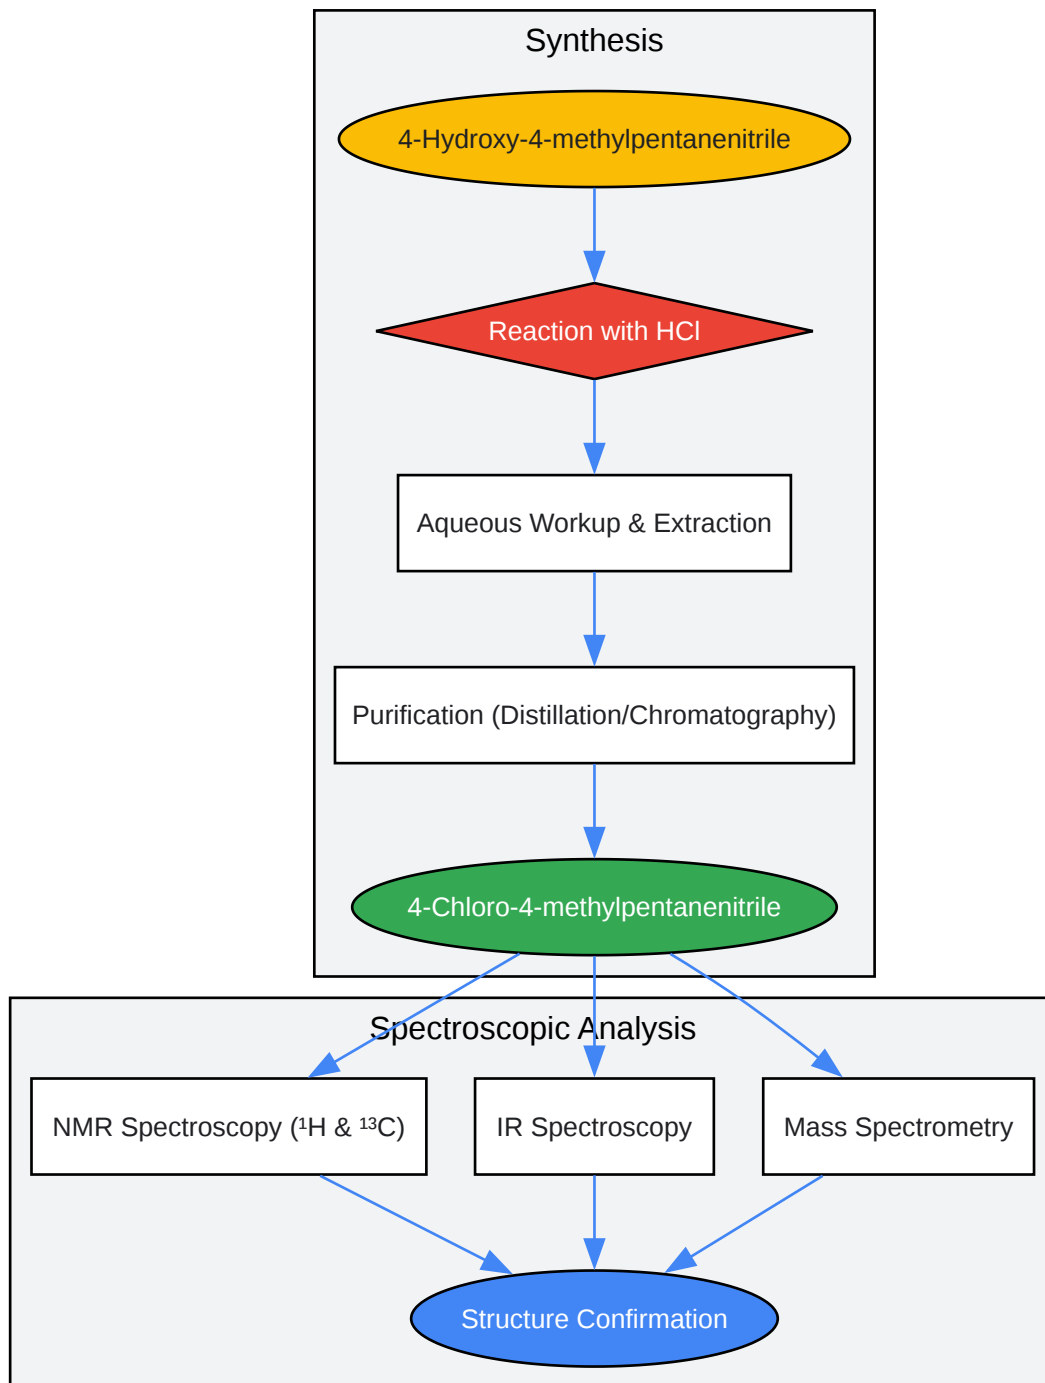 Synthesis
4-Hydroxy-4-methylpentanenitrile
Reaction with HCl
Aqueous Workup & Extraction
Purification (Distillation/Chromatography)
4-Chloro-4-methylpentanenitrile
Spectroscopic Analysis
NMR Spectroscopy (¹H & ¹³C)
IR Spectroscopy
Mass Spectrometry
Structure Confirmation